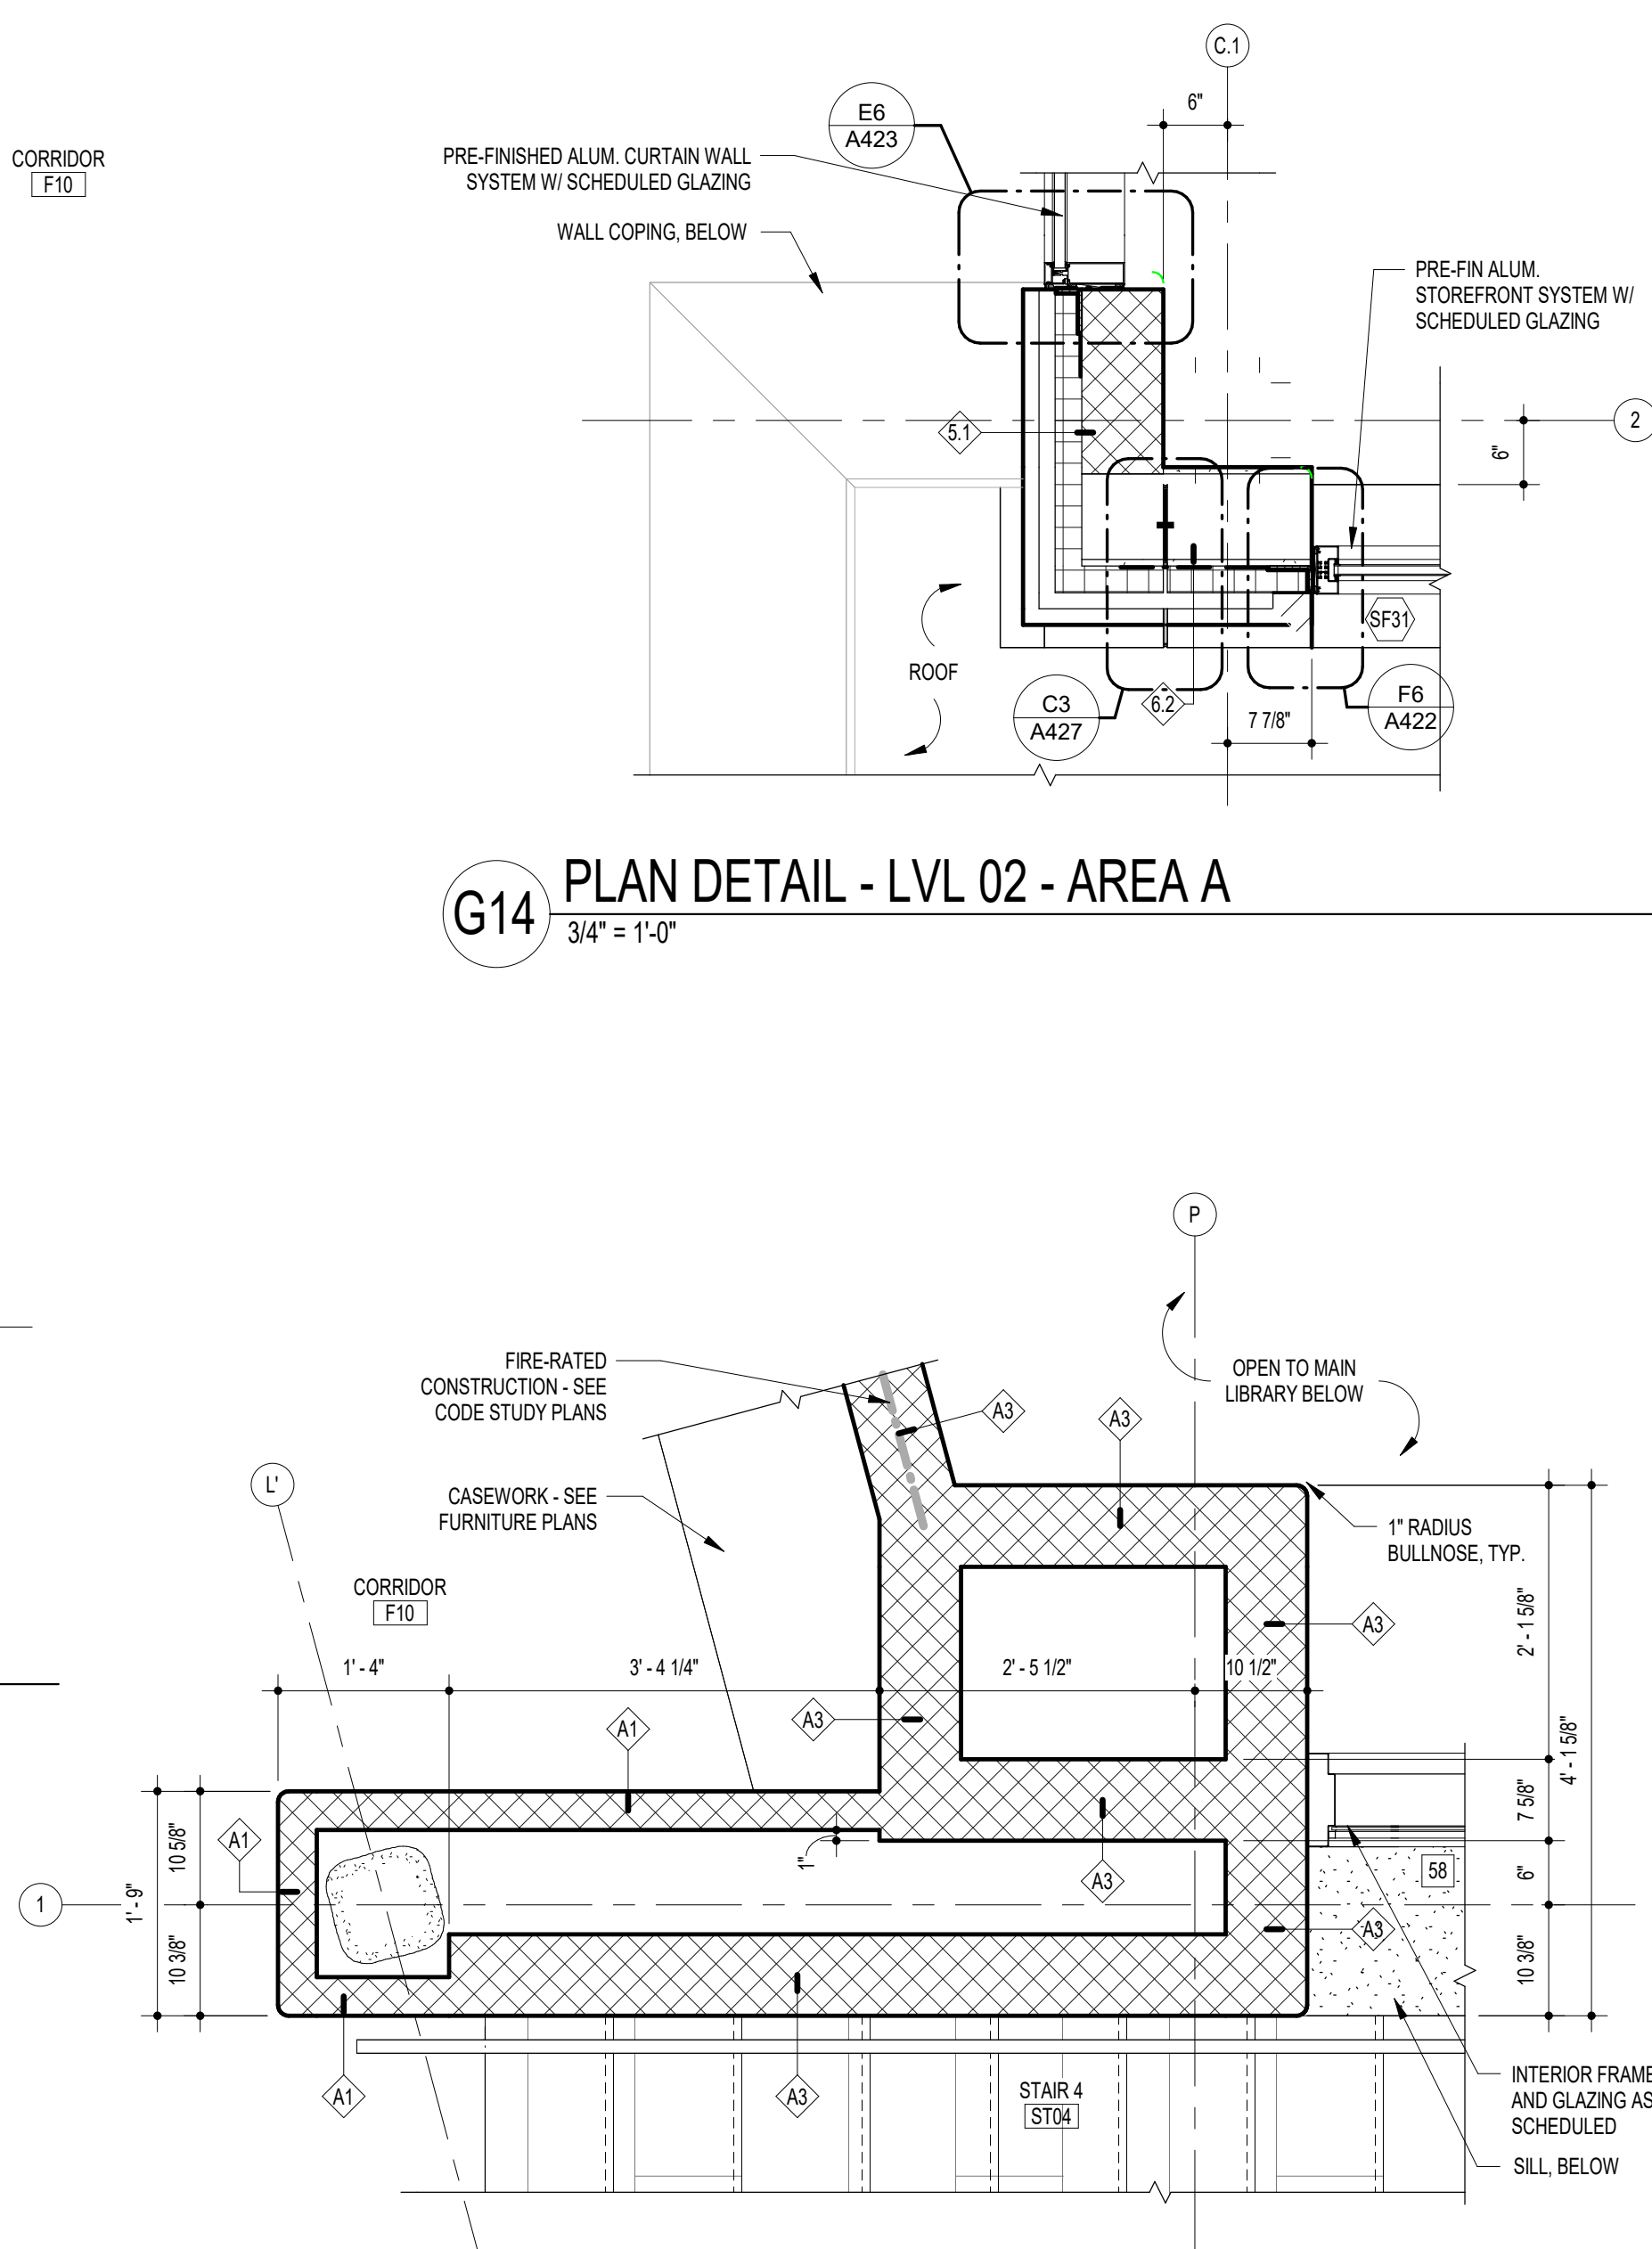 C.1
6"
E6
A423
CORRIDOR
F10
PRE-FINISHED ALUM. CURTAIN WALL
SYSTEM W/ SCHEDULED GLAZING
WALL COPING, BELOW
PRE-FIN ALUM.
STOREFRONT SYSTEM W/
SCHEDULED GLAZING
5.1
2
6"
SF31
ROOF
C3
A427
6.2
7 7/8"
F6
A422
G14
PLAN DETAIL - LVL 02 - AREA A
3/4" = 1'-0"
P
FIRE-RATED
CONSTRUCTION - SEE
CODE STUDY PLANS
OPEN TO MAIN
LIBRARY BELOW
A3
A3
L'
CASEWORK - SEE
FURNITURE PLANS
1" RADIUS
BULLNOSE, TYP.
CORRIDOR
F10
A3
2' - 1 5/8"
1' - 4"
3' - 4 1/4"
2' - 5 1/2"
10 1/2"
A1
A3
4' - 1 5/8"
7 5/8"
A1
10 5/8"
1"
A3
58
6"
1
1' - 9"
A3
10 3/8"
10 3/8"
A1
A3
STAIR 4
ST04
INTERIOR FRAME
AND GLAZING AS
SCHEDULED
SILL, BELOW